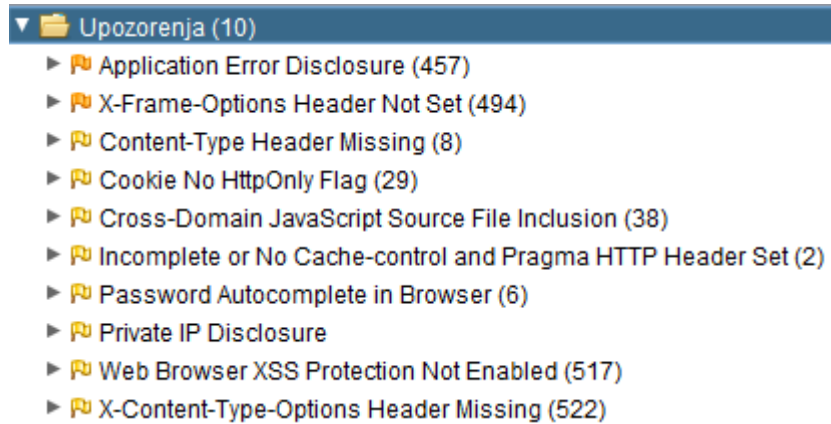 Upozorenja (10)
Application Error Disclosure (457)
X-Frame-Options Header Not Set (494)
Content-Type Header Missing (8)
Cookie No HttpOnly Flag (29)
Cross-Domain JavaScript Source File Inclusion (38)
Incomplete or No Cache-control and Pragma HTTP Header Set (2)
Password Autocomplete in Browser (6)
Private IP Disclosure
Web Browser XSS Protection Not Enabled (517)
X-Content-Type-Options Header Missing (522)